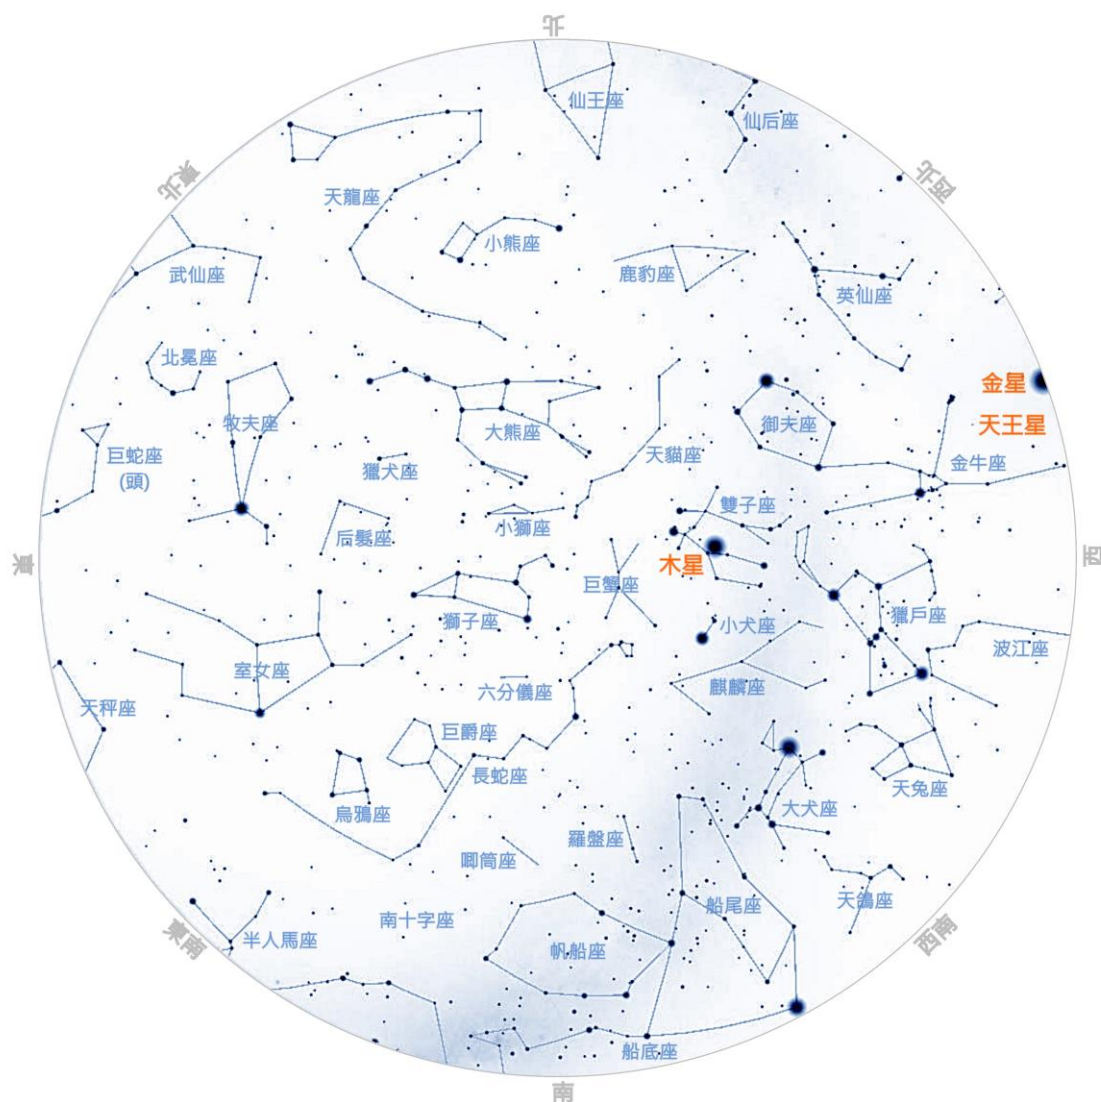 北
仙王座
仙后座
東北
西北
天龍座
小熊座
武仙座
鹿豹座
英仙座
北冕座
金星
牧夫座
天王星
大熊座
御夫座
巨蛇座
(頭)
獵犬座
天貓座
金牛座
雙子座
后髮座
小獅座
東
木星
巨蟹座
西
獅子座
小犬座
獵戶座
波江座
室女座
六分儀座
麒麟座
天秤座
巨爵座
長蛇座
天兔座
烏鴉座
大犬座
羅盤座
唧筒座
天鴿座
南十字座
船尾座
東南
半人馬座
帆船座
西南
船底座
南